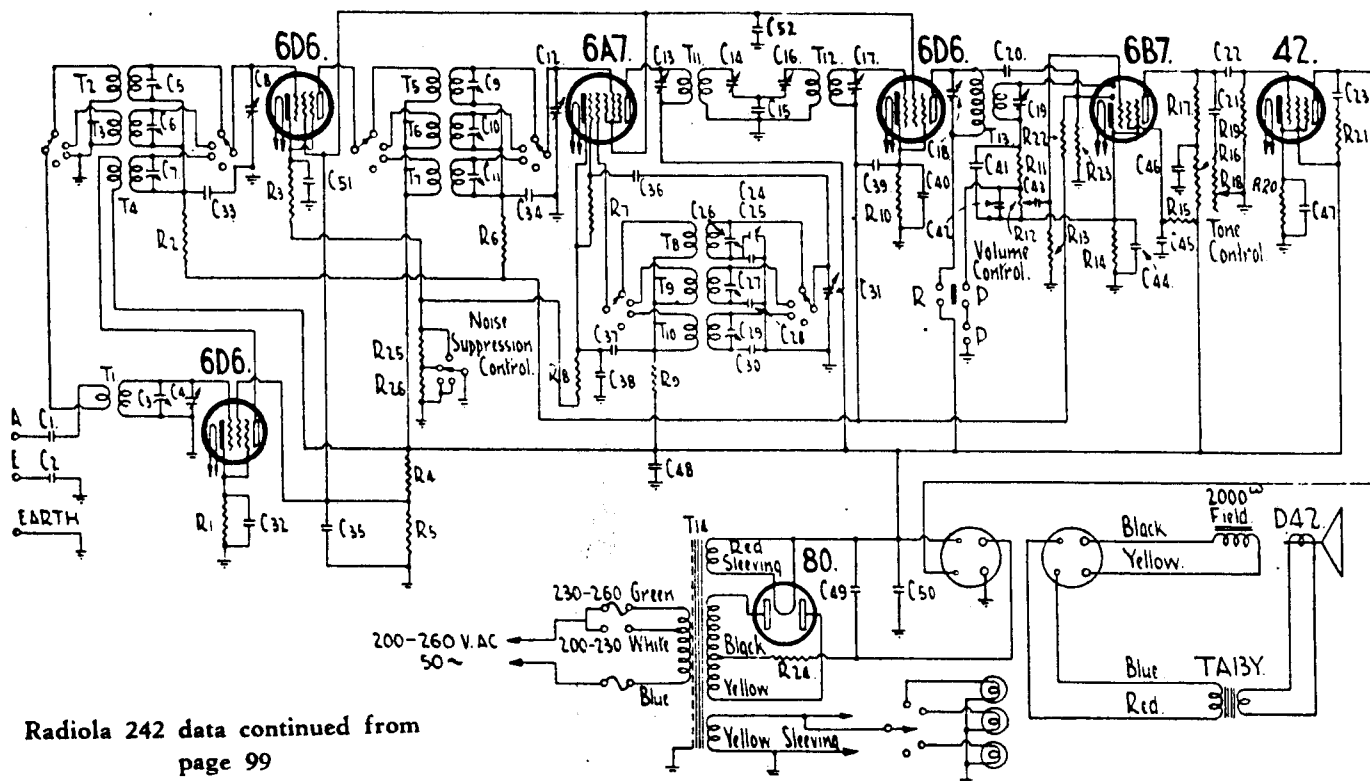 6D6.
6A7.
6D6.
6B7.
42.
C52
C12
C13
T11
C14
C16
T12
C17
C20
C22
C8
T2
C5
T5
C9
C19
R17
C21
C23
T3
C6
T6
C10
C18
T13
R22
R19
R21
C7
T7
C11
C51
C36
C39
C40
C41
R11
R23
C46
R16
T4
C33
R3
C34
R7
R10
C42
C43
R18
R20
C47
C24
C25
C26
R2
R6
T8
R12
R13
R15
Volume
Control.
R14
C45
Tone
Control.
C44
T9
C27
C31
R
P
P
Noise
Suppression
Control.
T10
C29
C28
C30
C37
R25
R26
R8
C38
R9
6D6.
T1
C3
C4
A
C1
E
C2
EARTH
R1
C32
C35
R4
R5
C48
T14
Red
Sleeving
80.
C49
C50
Black
Yellow.
2000 ω
Field.
D42.
230-260 Green
200-260 V. AC
50~
200-230 White
Blue
Black
R24
Yellow
Yellow Sleeving
Blue
Red.
TA13Y.
Radiola 242 data continued from
page 99